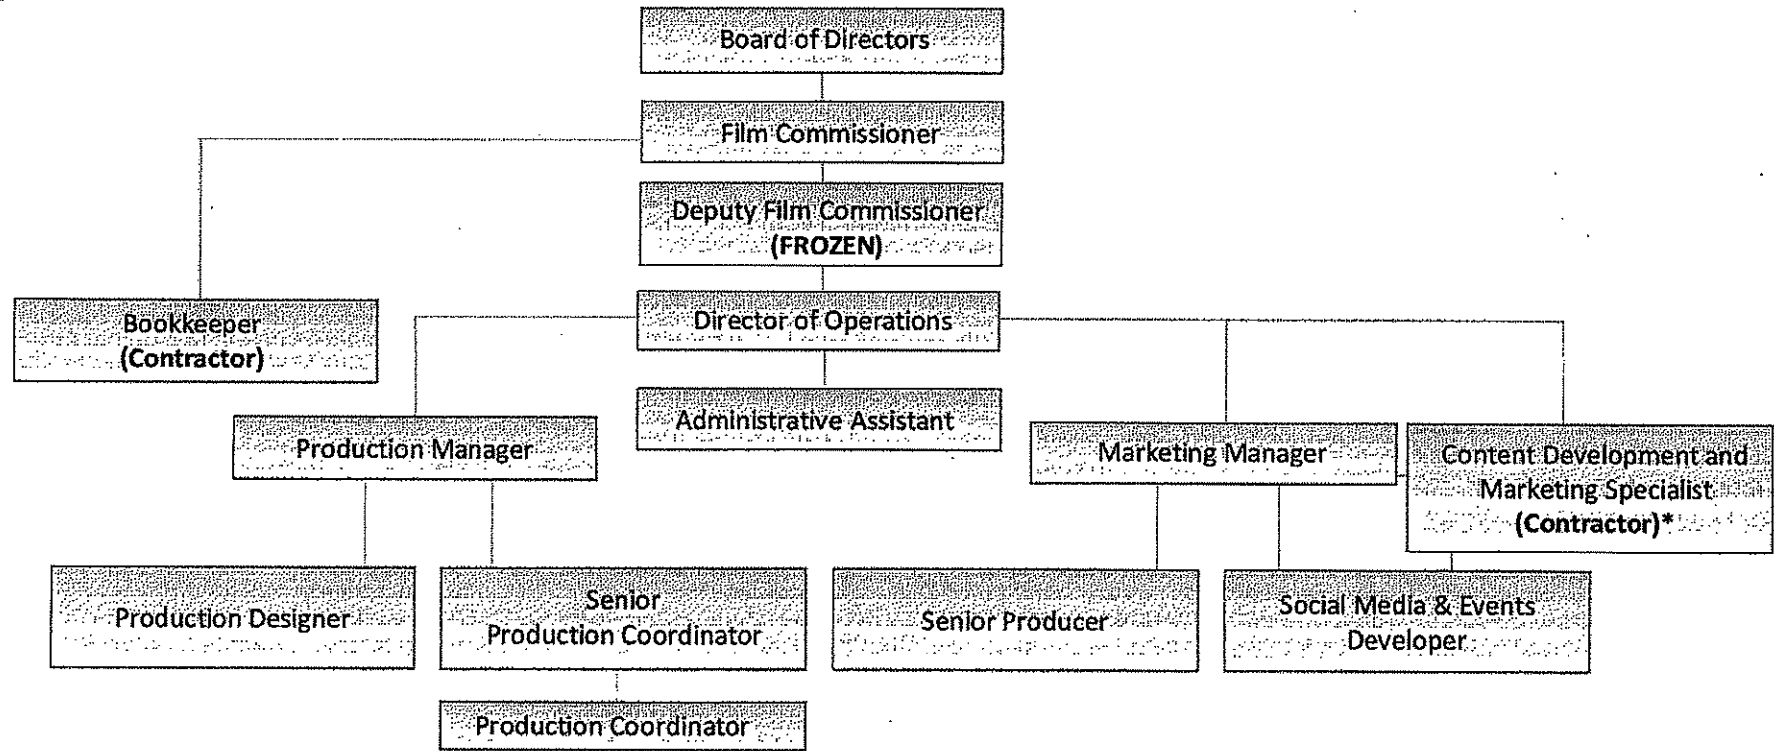 Board of Directors
Film Commissioner
Deputy Film Commissioner
(FROZEN)
Bookkeeper
(Contractor)
Director of Operations
Administrative Assistant
Production Manager
Marketing Manager
Content Development and
Marketing Specialist
(Contractor)*
Production Designer
Senior
Production Coordinator
Senior Producer
Social Media & Events
Developer
Production Coordinator